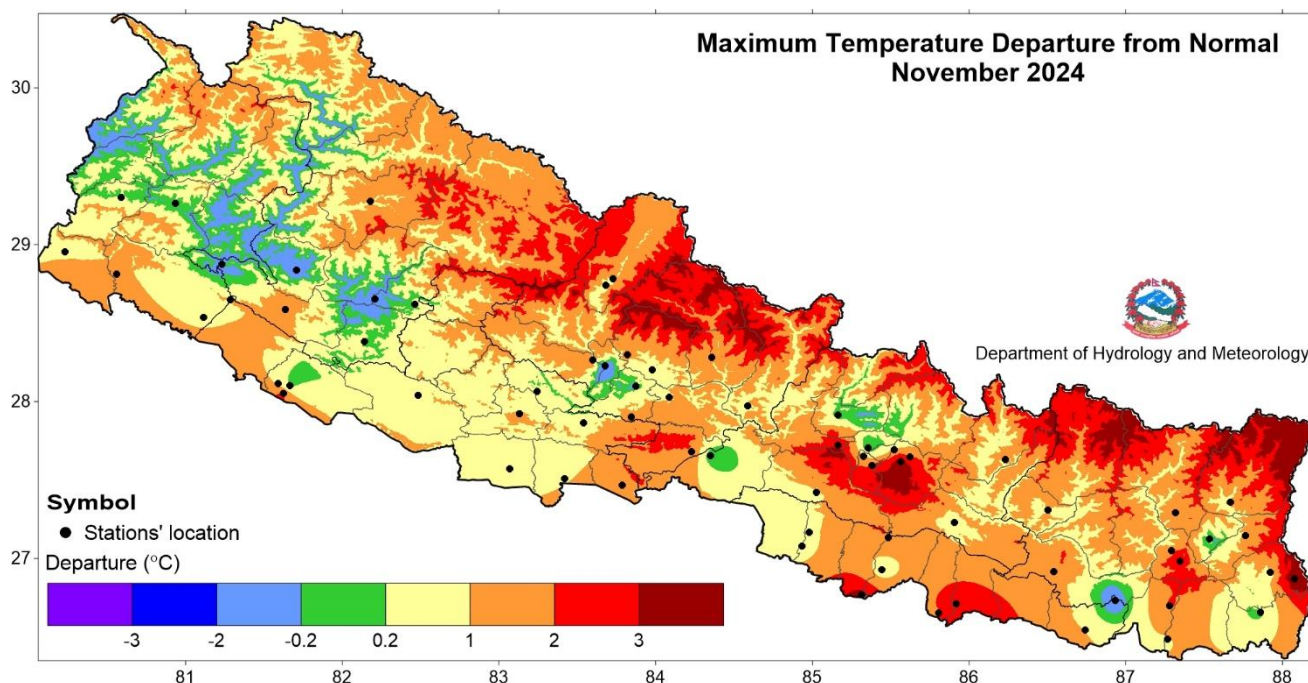 Maximum Temperature Departure from Normal
November 2024
30
29
28
27
Department of Hydrology and Meteorology
Symbol
Stations' location
Departure (°C)
-3 -2 -0.2 0.2 1 2 3
81 82 83 84 85 86 87 88